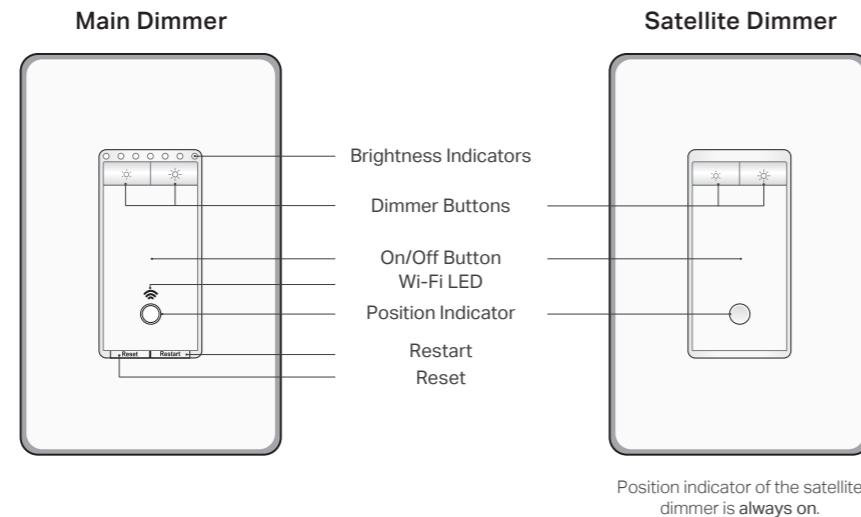 Main Dimmer
Satellite Dimmer
Brightness Indicators
Dimmer Buttons
On/Off Button
Wi-Fi LED
Position Indicator
Restart
Reset
Reset Restart
Position indicator of the satellite
dimmer is always on.